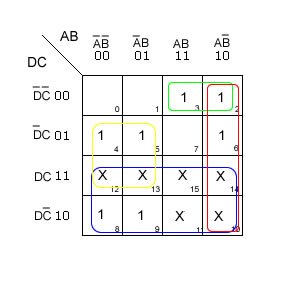 AB
DC
A̅B̅ A̅B AB AB̅
00 01 11 10
D̅C̅ 00 1 1
0 1 3 2
D̅C 01 1 1 1
4 5 7 6
DC 11 X X X X
12 13 15 14
DC̅ 10 1 1 X X
8 9 11 10